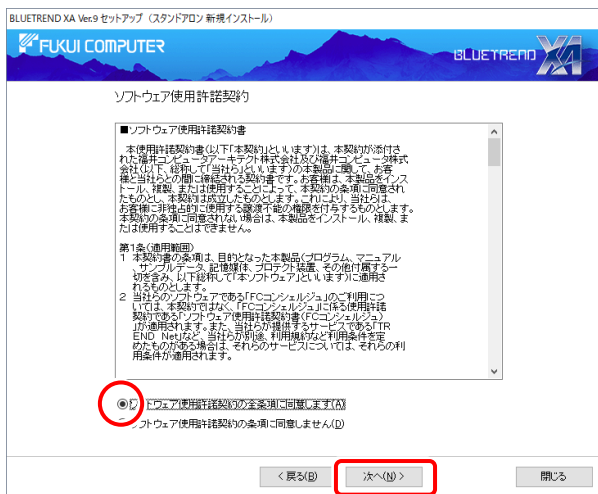 BLUETREND XA Ver.9 セットアップ（スタンドアロン 新規インストール）
FUKUI COMPUTER
BLUETREND XA
ソフトウェア使用許諾契約
■ソフトウェア使用許諾契約書
本使用許諾契約書(以下「本契約」といいます)は、本契約が添付さ
れた福井コンピュータアーキテクト株式会社及び福井コンピュータ株式
会社(以下、総称して「当社ら」といいます)の本製品に関して、お客
様と当社らとの間に締結される契約書です。お客様は、本製品をインス
トール、複製、または使用することによって、本契約の条項に同意され
たものとし、本契約は成立したものとします。これにより、当社らは、
お客様に非独占的に使用する譲渡不能の権限を付与するものとします。
本契約の条項に同意されない場合は、本製品をインストール、複製、ま
たは使用することはできません。
第1条(適用範囲)
1 本契約書の条項は、目的となった本製品(プログラム、マニュアル
、サンプルデータ、記憶媒体、プロテクト装置、その他付属する一
切を含み、以下総称して「本ソフトウェア」といいます)に適用さ
れるものとします。
2 当社らのソフトウェアである「FCコンシェルジュ」のご利用につ
いては、本契約ではなく、「FCコンシェルジュ」に係る使用許諾
契約である「ソフトウェア使用許諾契約書(FCコンシェルジュ)
」が適用されます。また、当社らが提供するサービスである「TR
END Net」など、当社らが別途、利用規約など利用条件を定
めたものがある場合は、それらのサービスについては、それらの利
用条件が適用されます。
トウェア使用許諾契約の全条項に同意します(A)
フトウェア使用許諾契約の条項に同意しません(D)
< 戻る(B)
次へ(N) >
閉じる